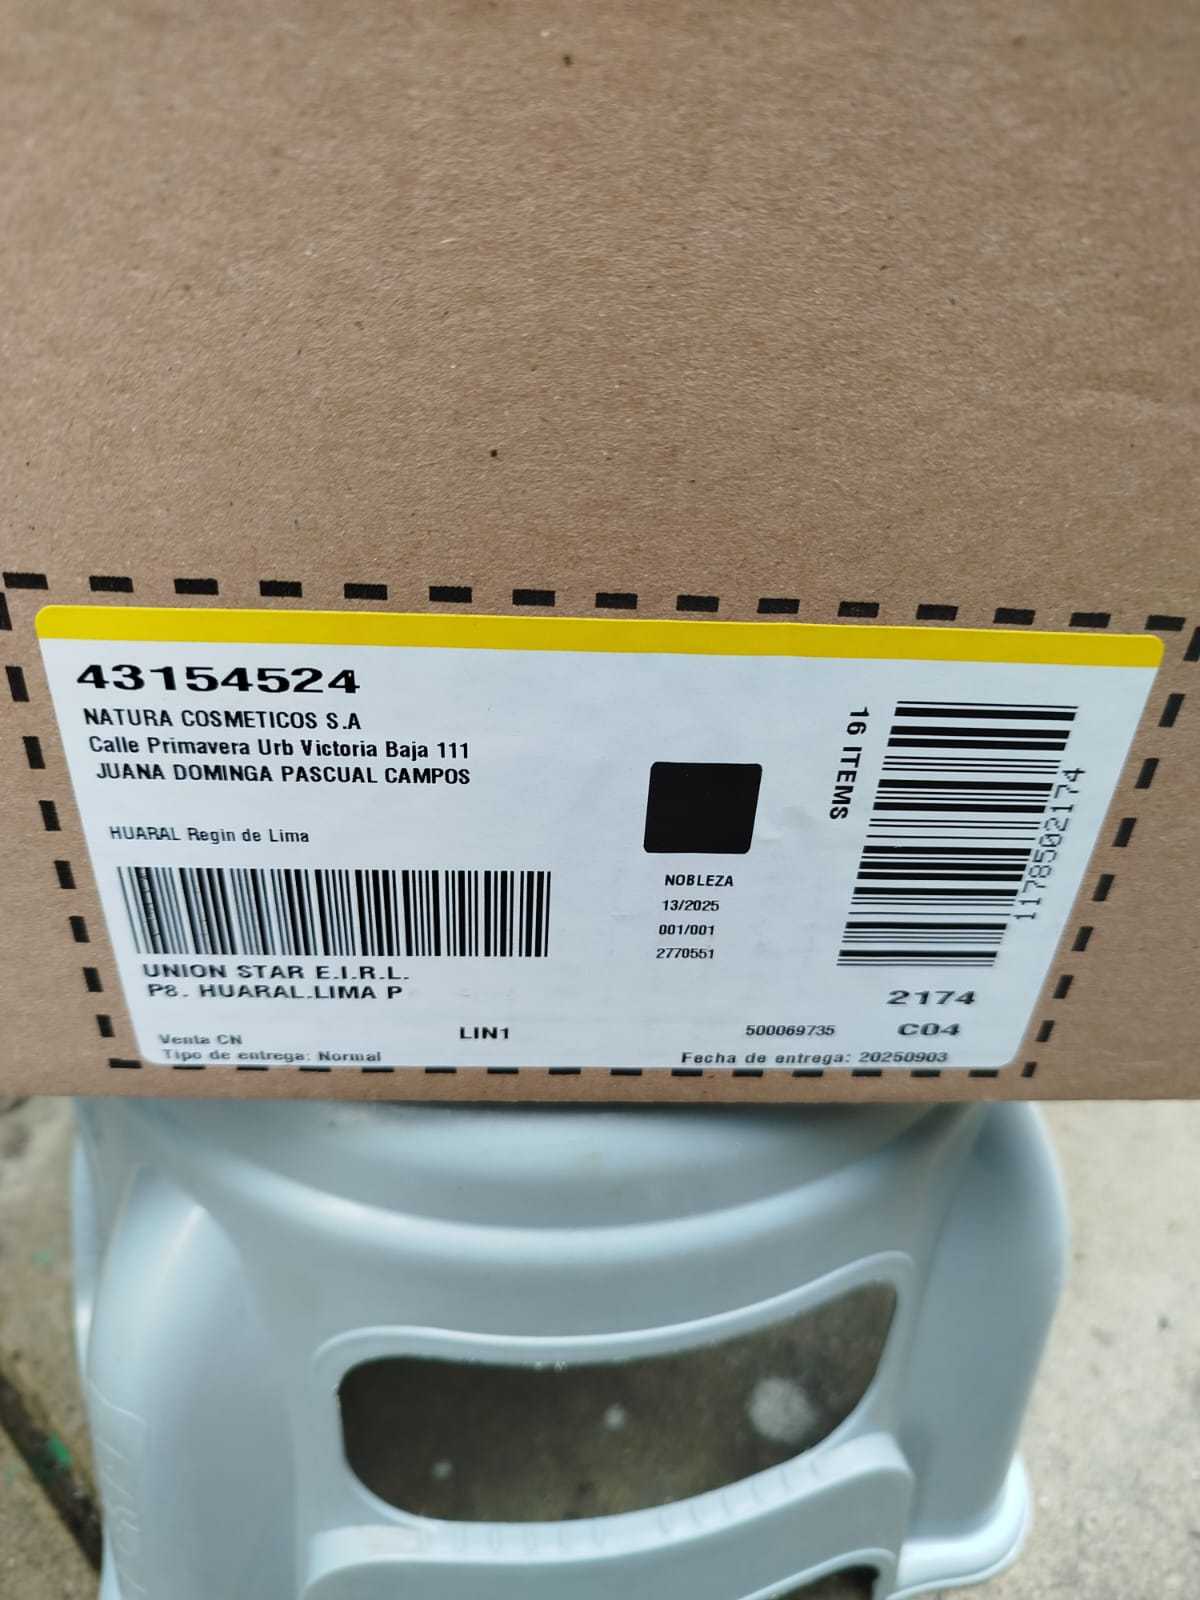 43154524
NATURA COSMETICOS S.A
Calle Primavera Urb Victoria Baja 111
JUANA DOMINGA PASCUAL CAMPOS
HUARAL Regin de Lima
16 ITEMS
117850 2174
NOBLEZA
13/2025
001/001
2770551
UNION STAR E.I.R.L.
P8. HUARAL.LIMA P
2174
Venta CN
LIN1
500069735
C04
Tipo de entrega: Normal
Fecha de entrega: 20250903